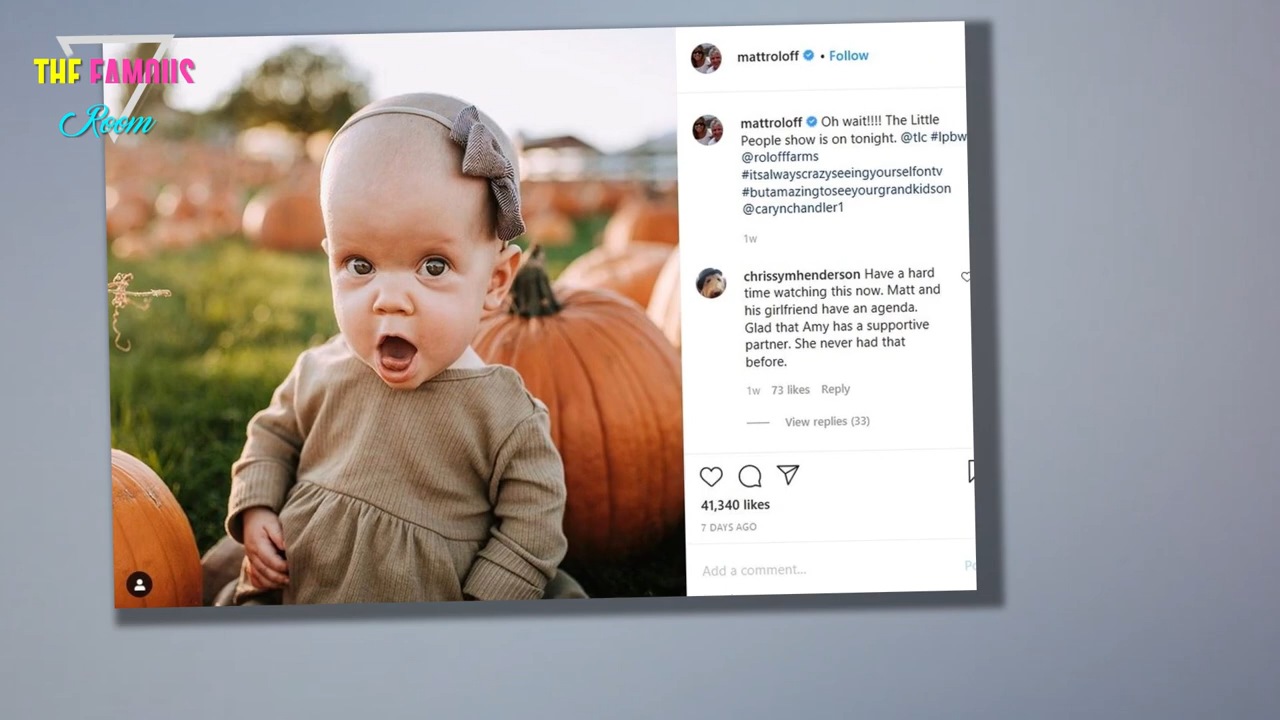 THE FAMOUS
Room
mattroloff • Follow
mattroloff Oh wait!!!! The Little
People show is on tonight. @tlc #lpbw
@rolofffarms
#itsalwayscrazyseeingyourselfontv
#butamazingtoseeyourgrandkidson
@carynchandler1
1w
chrissymhenderson Have a hard
time watching this now. Matt and
his girlfriend have an agenda.
Glad that Amy has a supportive
partner. She never had that
before.
1w 73 likes Reply
View replies (33)
41,340 likes
7 DAYS AGO
Add a comment...